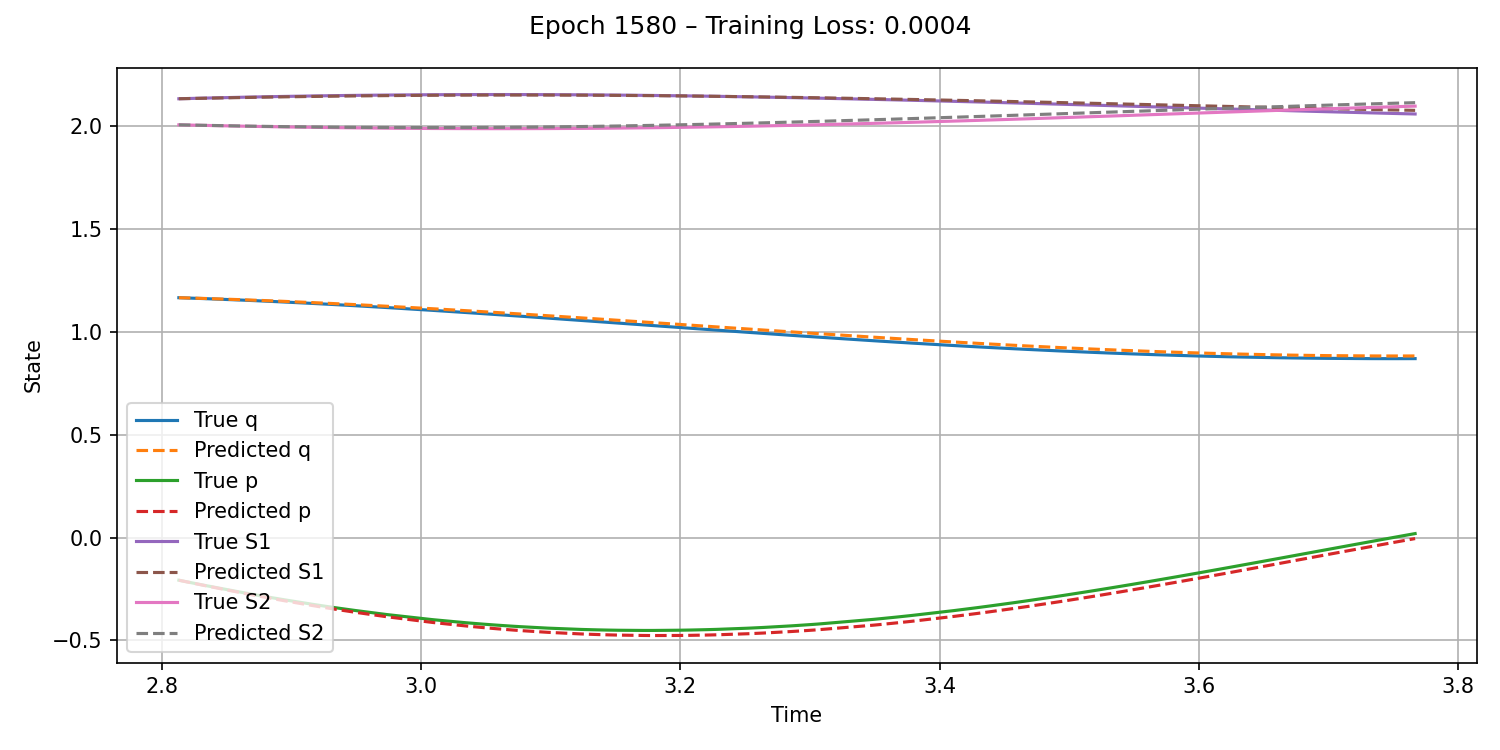 Epoch 1580 – Training Loss: 0.0004
2.0
1.5
1.0
0.5
0.0
−0.5
State
True q
Predicted q
True p
Predicted p
True S1
Predicted S1
True S2
Predicted S2
2.8 3.0 3.2 3.4 3.6 3.8
Time